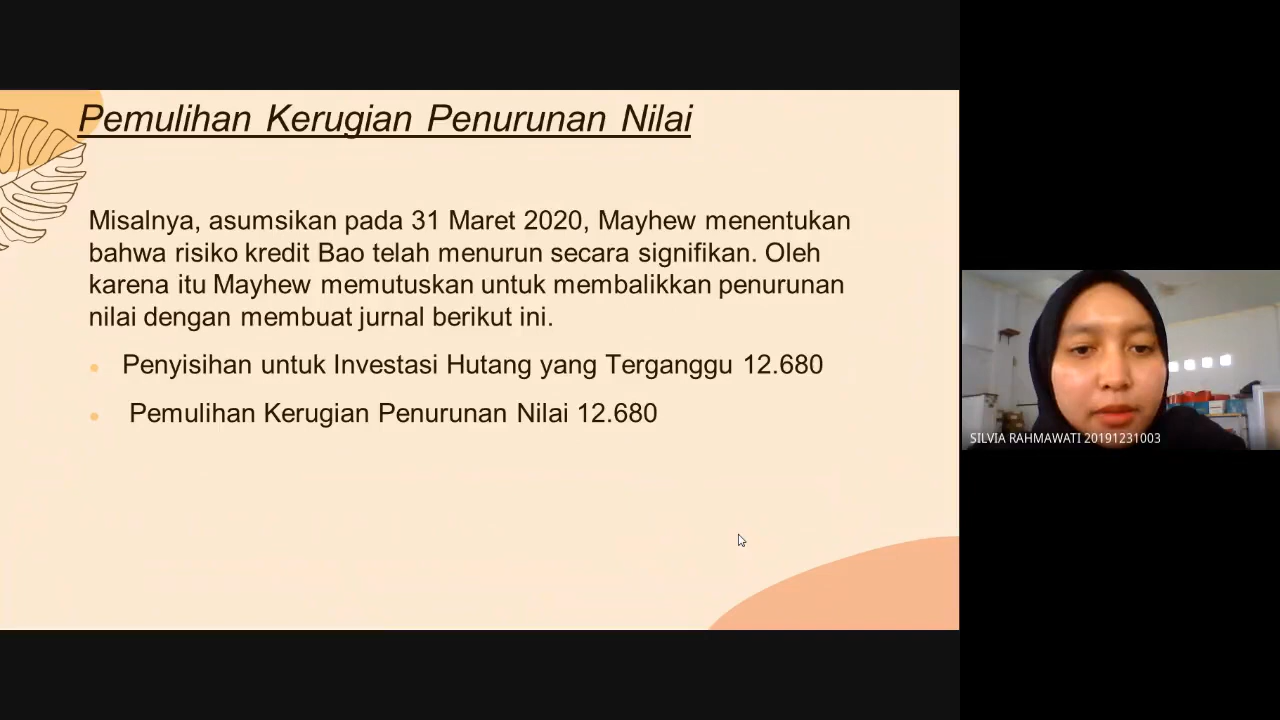 Pemulihan Kerugian Penurunan Nilai
Misalnya, asumsikan pada 31 Maret 2020, Mayhew menentukan
bahwa risiko kredit Bao telah menurun secara signifikan. Oleh
karena itu Mayhew memutuskan untuk membalikkan penurunan
nilai dengan membuat jurnal berikut ini.
Penyisihan untuk Investasi Hutang yang Terganggu 12.680
Pemulihan Kerugian Penurunan Nilai 12.680
SILVIA RAHMAWATI 20191231003